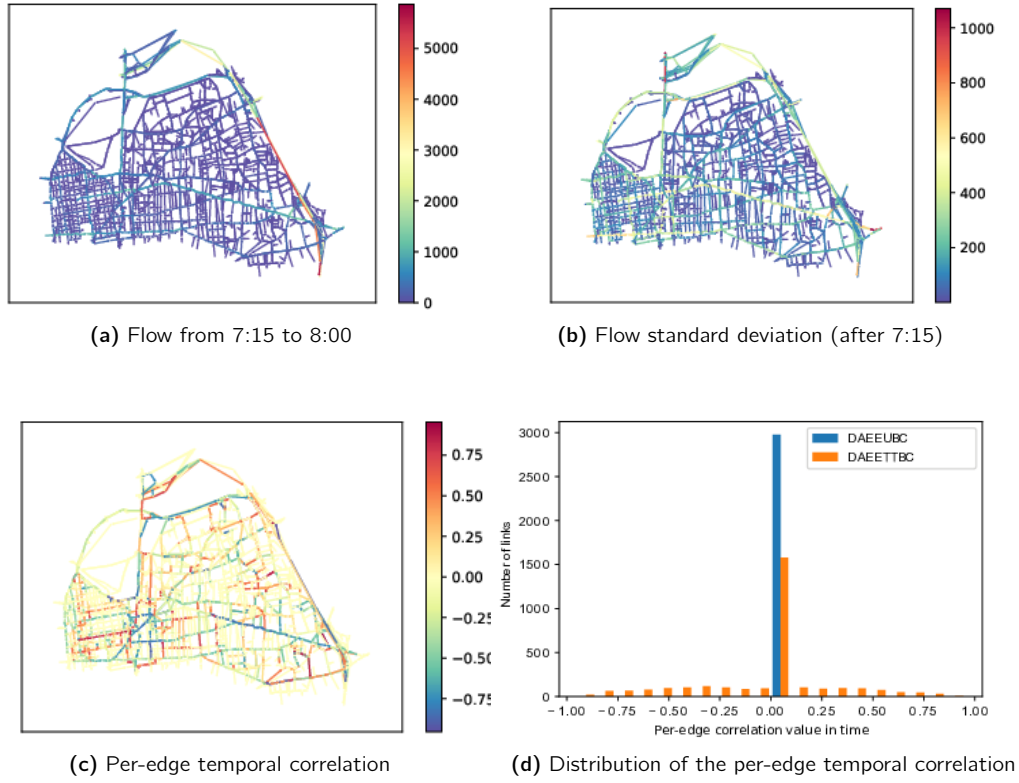 5000
4000
3000
2000
1000
0
(a) Flow from 7:15 to 8:00
1000
800
600
400
200
(b) Flow standard deviation (after 7:15)
0.75
0.50
0.25
0.00
−0.25
−0.50
−0.75
(c) Per-edge temporal correlation
DAEEUBC
DAEETTBC
Number of links
3000
2500
2000
1500
1000
500
0
−1.00 −0.75 −0.50 −0.25 0.00 0.25 0.50 0.75 1.00
Per-edge correlation value in time
(d) Distribution of the per-edge temporal correlation